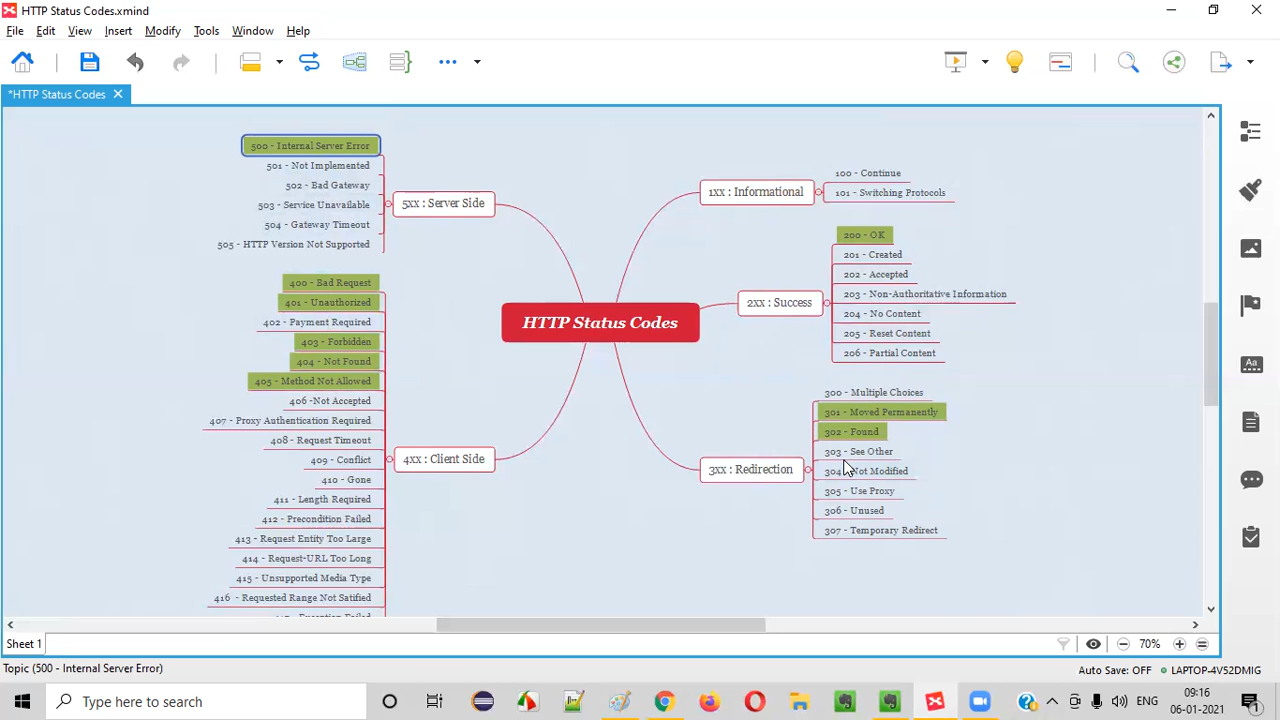 HTTP Status Codes.xmind
File Edit View Insert Modify Tools Window Help
*HTTP Status Codes
500 - Internal Server Error
501 - Not Implemented
502 - Bad Gateway
503 - Service Unavailable
504 - Gateway Timeout
505 - HTTP Version Not Supported
5xx : Server Side
400 - Bad Request
401 - Unauthorized
402 - Payment Required
403 - Forbidden
404 - Not Found
405 - Method Not Allowed
406 -Not Accepted
407 - Proxy Authentication Required
408 - Request Timeout
409 - Conflict
410 - Gone
411 - Length Required
412 - Precondition Failed
413 - Request Entity Too Large
414 - Request-URL Too Long
415 - Unsupported Media Type
416 - Requested Range Not Satified
4xx : Client Side
HTTP Status Codes
1xx : Informational
100 - Continue
101 - Switching Protocols
2xx : Success
200 - OK
201 - Created
202 - Accepted
203 - Non-Authoritative Information
204 - No Content
205 - Reset Content
206 - Partial Content
3xx : Redirection
300 - Multiple Choices
301 - Moved Permanently
302 - Found
303 - See Other
304 - Not Modified
305 - Use Proxy
306 - Unused
307 - Temporary Redirect
Aa
Sheet 1
70%
Topic (500 - Internal Server Error)
Auto Save: OFF
LAPTOP-4V52DMIG
Type here to search
ENG
09:16
06-01-2021
1